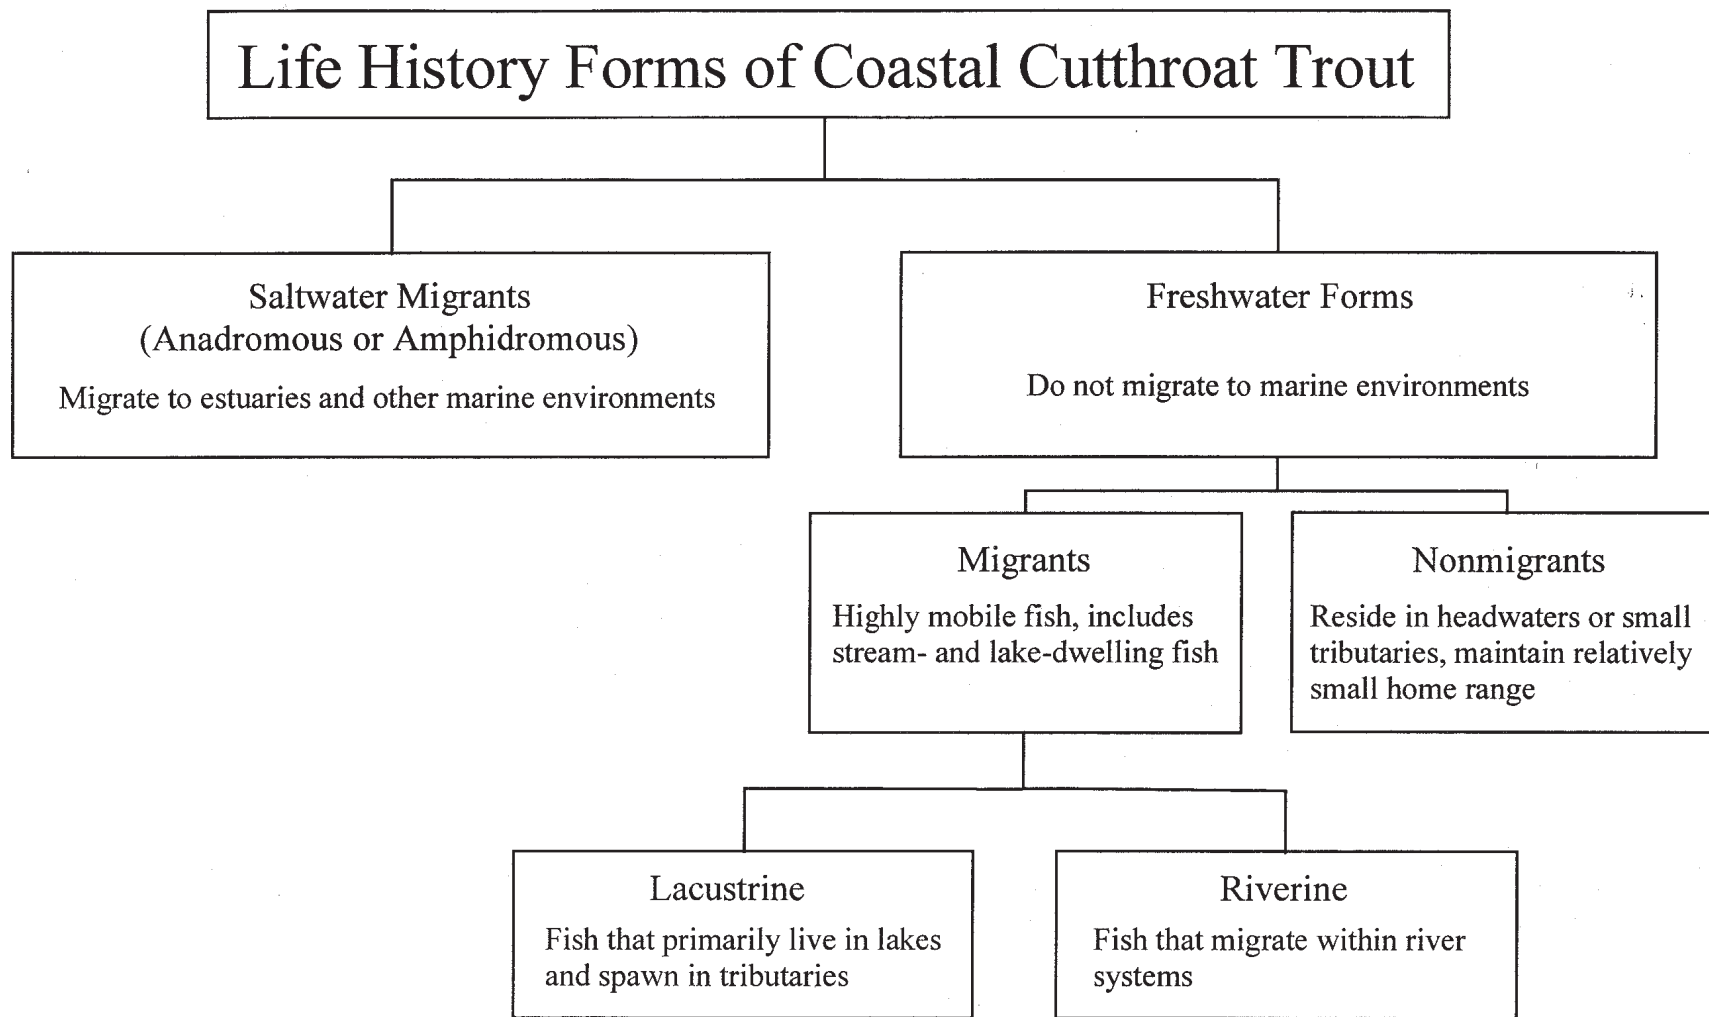 Life History Forms of Coastal Cutthroat Trout
Saltwater Migrants
(Anadromous or Amphidromous)
Migrate to estuaries and other marine environments
Freshwater Forms
Do not migrate to marine environments
Migrants
Highly mobile fish, includes
stream- and lake-dwelling fish
Nonmigrants
Reside in headwaters or small
tributaries, maintain relatively
small home range
Lacustrine
Fish that primarily live in lakes
and spawn in tributaries
Riverine
Fish that migrate within river
systems